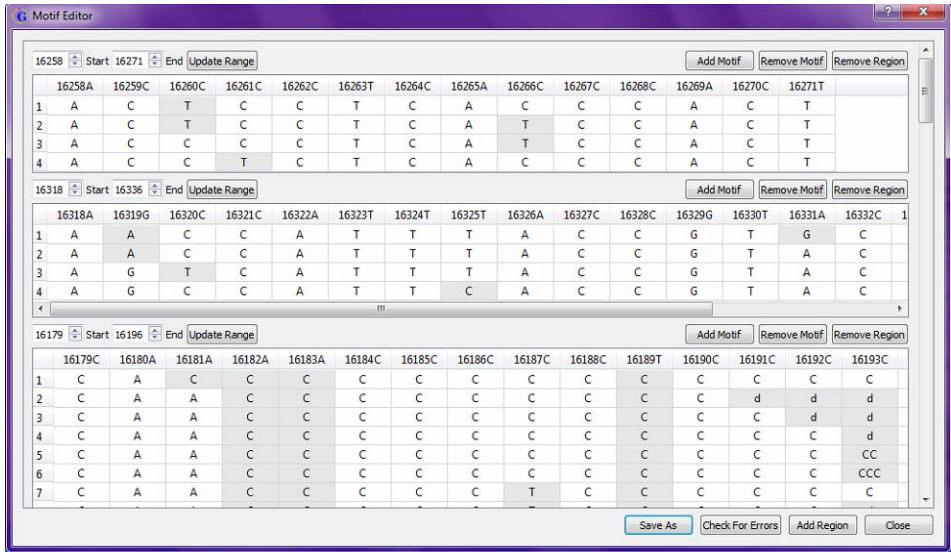 G Motif Editor
16258 Start 16271 End Update Range Add Motif Remove Motif Remove Region
16258A 16259C 16260C 16261C 16262C 16263T 16264C 16265A 16266C 16267C 16268C 16269A 16270C 16271T
1 A C T C C T C A C C C A C T
2 A C T C C T C A T C C A C T
3 A C C C C T C A T C C A C T
4 A C C T C T C A C C C A C T
16318 Start 16336 End Update Range Add Motif Remove Motif Remove Region
16318A 16319G 16320C 16321C 16322A 16323T 16324T 16325T 16326A 16327C 16328C 16329G 16330T 16331A 16332C 1
1 A A C C A T T T A C C G T G C
2 A A C C A T T T A C C G T A C
3 A G T C A T T T A C C G T A C
4 A G C C A T T C A C C G T A C
16179 Start 16196 End Update Range Add Motif Remove Motif Remove Region
16179C 16180A 16181A 16182A 16183A 16184C 16185C 16186C 16187C 16188C 16189T 16190C 16191C 16192C 16193C
1 C A C C C C C C C C C C C C C
2 C A A C C C C C C C C C d d d
3 C A A C C C C C C C C C C d d
4 C A A C C C C C C C C C C C d
5 C A A C C C C C C C C C C C CC
6 C A A C C C C C C C C C C C CCC
7 C A A C C C C C T C C C C C C
Save As Check For Errors Add Region Close